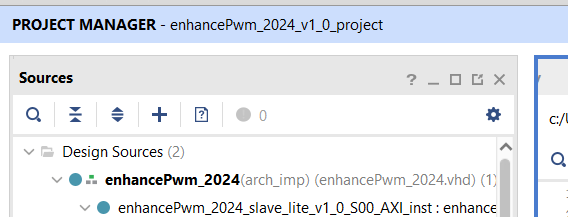 PROJECT MANAGER - enhancePwm_2024_v1_0_project
Sources
? _
0
Design Sources (2)
enhancePwm_2024(arch_imp) (enhancePwm_2024.vhd) (1)
enhancePwm_2024_slave_lite_v1_0_S00_AXI_inst : enhance
c:/